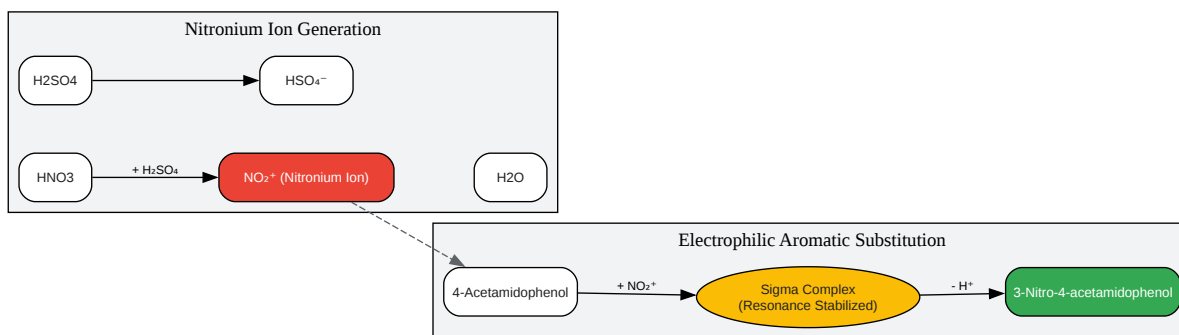 Nitronium Ion Generation
H2SO4
HSO₄⁻
HNO3
+ H₂SO₄
NO₂⁺ (Nitronium Ion)
H2O
Electrophilic Aromatic Substitution
4-Acetamidophenol
+ NO₂⁺
Sigma Complex
(Resonance Stabilized)
- H⁺
3-Nitro-4-acetamidophenol